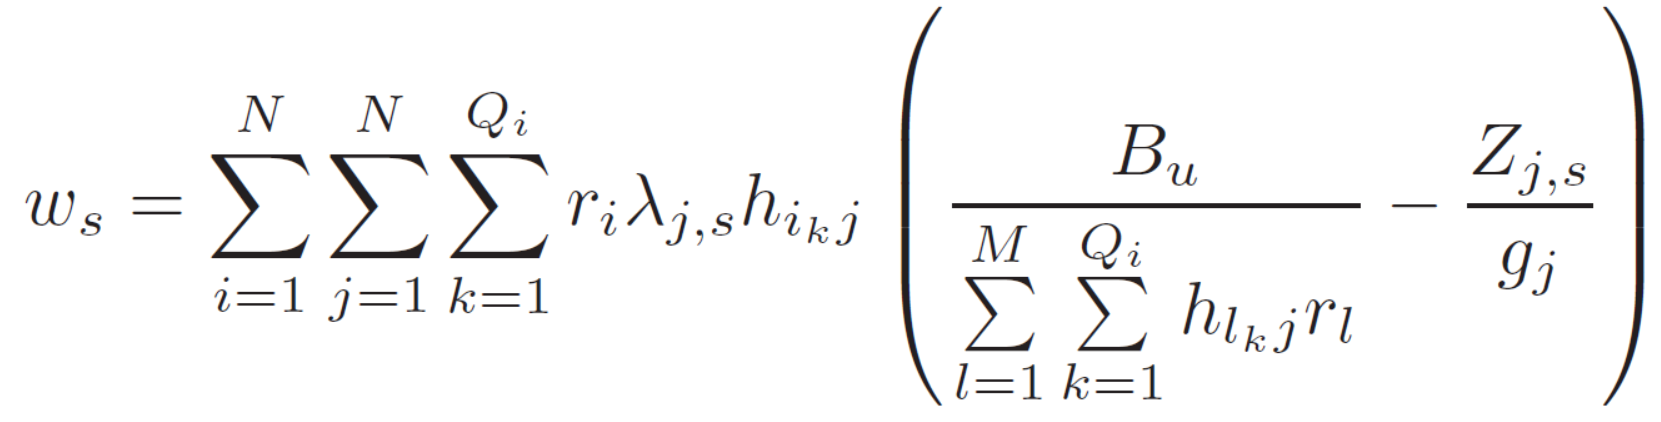 w_s = \sum_{i=1}^{N} \sum_{j=1}^{N} \sum_{k=1}^{Q_i} r_i \lambda_{j,s} h_{i_k j} \left( \frac{B_u}{\sum_{l=1}^{M} \sum_{k=1}^{Q_i} h_{l_k j} r_l} - \frac{Z_{j,s}}{g_j} \right)